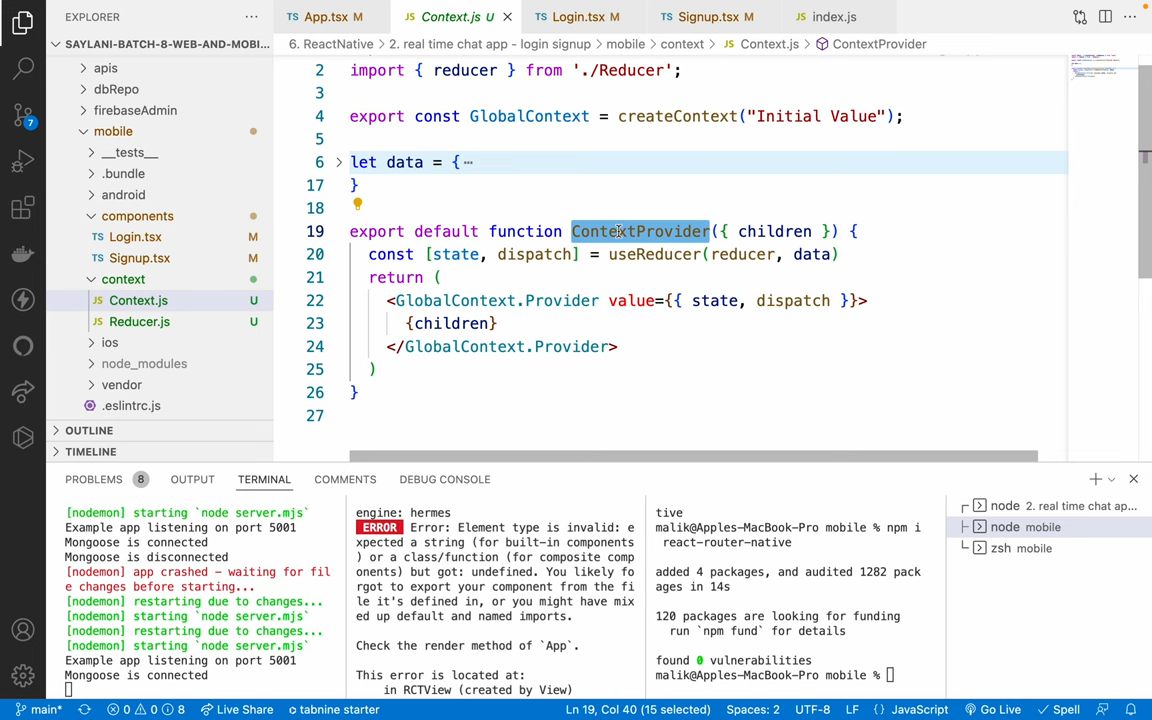 EXPLORER
App.tsx M
Context.js U
Login.tsx M
Signup.tsx M
index.js
SAYLANI-BATCH-8-WEB-AND-MOBI...
6. ReactNative > 2. real time chat app - login signup > mobile > context > JS Context.js > ContextProvider
apis
dbRepo
firebaseAdmin
mobile
__tests__
.bundle
android
components
Login.tsx M
Signup.tsx M
context
JS Context.js U
JS Reducer.js U
ios
node_modules
vendor
.eslintrc.js
OUTLINE
TIMELINE
7
2 import { reducer } from './Reducer';
3
4 export const GlobalContext = createContext("Initial Value");
5
6 let data = {
17 }
18
19 export default function ContextProvider({ children }) {
20 const [state, dispatch] = useReducer(reducer, data)
21 return (
22 <GlobalContext.Provider value={{ state, dispatch }}>
23 {children}
24 </GlobalContext.Provider>
25 )
26 }
27
PROBLEMS 8 OUTPUT TERMINAL COMMENTS DEBUG CONSOLE
[nodemon] starting `node server.mjs`
Example app listening on port 5001
Mongoose is connected
Mongoose is disconnected
[nodemon] app crashed - waiting for fil
e changes before starting...
[nodemon] restarting due to changes...
[nodemon] starting `node server.mjs`
[nodemon] restarting due to changes...
[nodemon] starting `node server.mjs`
Example app listening on port 5001
Mongoose is connected
engine: hermes
ERROR Error: Element type is invalid: e
xpected a string (for built-in components
) or a class/function (for composite comp
onents) but got: undefined. You likely fo
rgot to export your component from the fi
le it's defined in, or you might have mix
ed up default and named imports.
Check the render method of `App`.
This error is located at:
in RCTView (created by View)
tive
malik@Apples-MacBook-Pro mobile % npm i
react-router-native
added 4 packages, and audited 1282 pack
ages in 14s
120 packages are looking for funding
run `npm fund` for details
found 0 vulnerabilities
malik@Apples-MacBook-Pro mobile %
node 2. real time chat ap...
node mobile
zsh mobile
main* 0 0 8 Live Share tabnine starter Ln 19, Col 40 (15 selected) Spaces: 2 UTF-8 LF {} JavaScript Go Live Spell